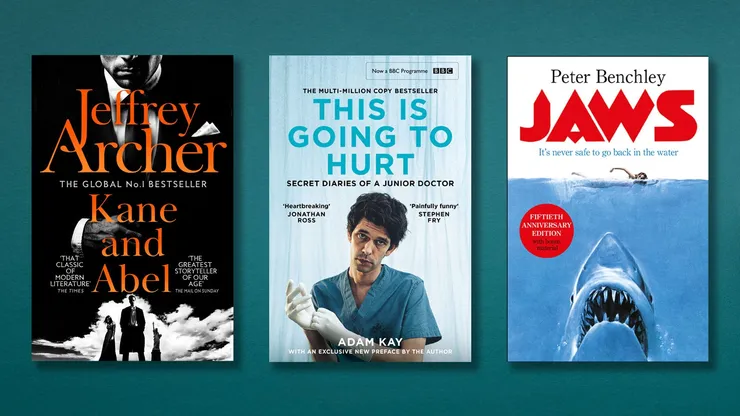 Jeffrey
Archer
THE GLOBAL No.1 BESTSELLER
Kane
and
Abel
'THAT
CLASSIC
OF
MODERN
LITERATURE'
THE TIMES
'THE
GREATEST
STORYTELLER
OF OUR
AGE'
THE MAIL ON SUNDAY
Now a BBC Programme BBC
THE MULTI-MILLION COPY BESTSELLER
THIS IS
GOING TO
HURT
SECRET DIARIES OF A JUNIOR DOCTOR
'Heartbreaking'
JONATHAN
ROSS
'Painfully funny'
STEPHEN
FRY
ADAM KAY
WITH AN EXCLUSIVE NEW PREFACE BY THE AUTHOR
Peter Benchley
JAWS
It's never safe to go back in the water
FIFTIETH
ANNIVERSARY
EDITION
with bonus
material